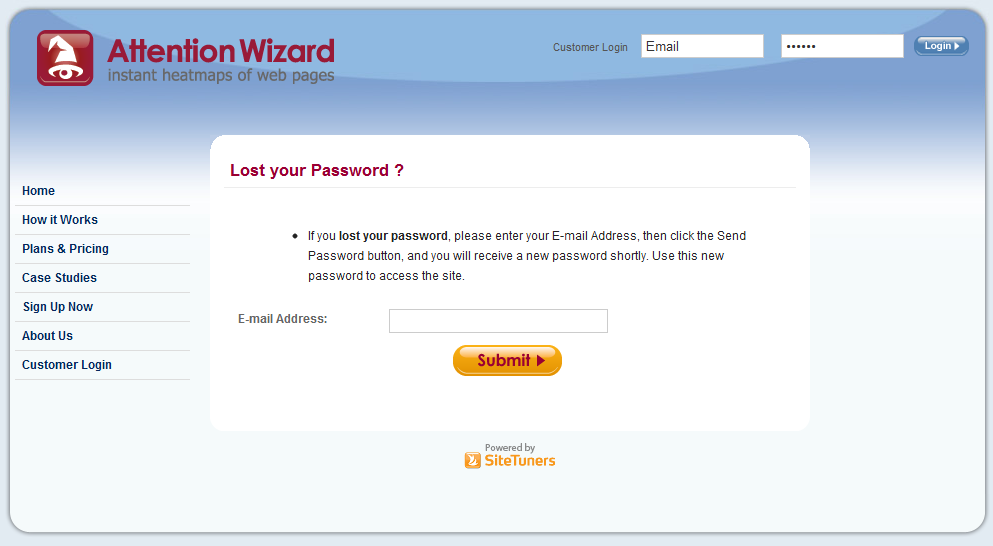 Attention Wizard
instant heatmaps of web pages
Customer Login
Email
••••••
Login
Lost your Password ?
Home
How it Works
Plans & Pricing
Case Studies
Sign Up Now
About Us
Customer Login
• If you lost your password, please enter your E-mail Address, then click the Send
Password button, and you will receive a new password shortly. Use this new
password to access the site.
E-mail Address:
Submit
Powered by
SiteTuners